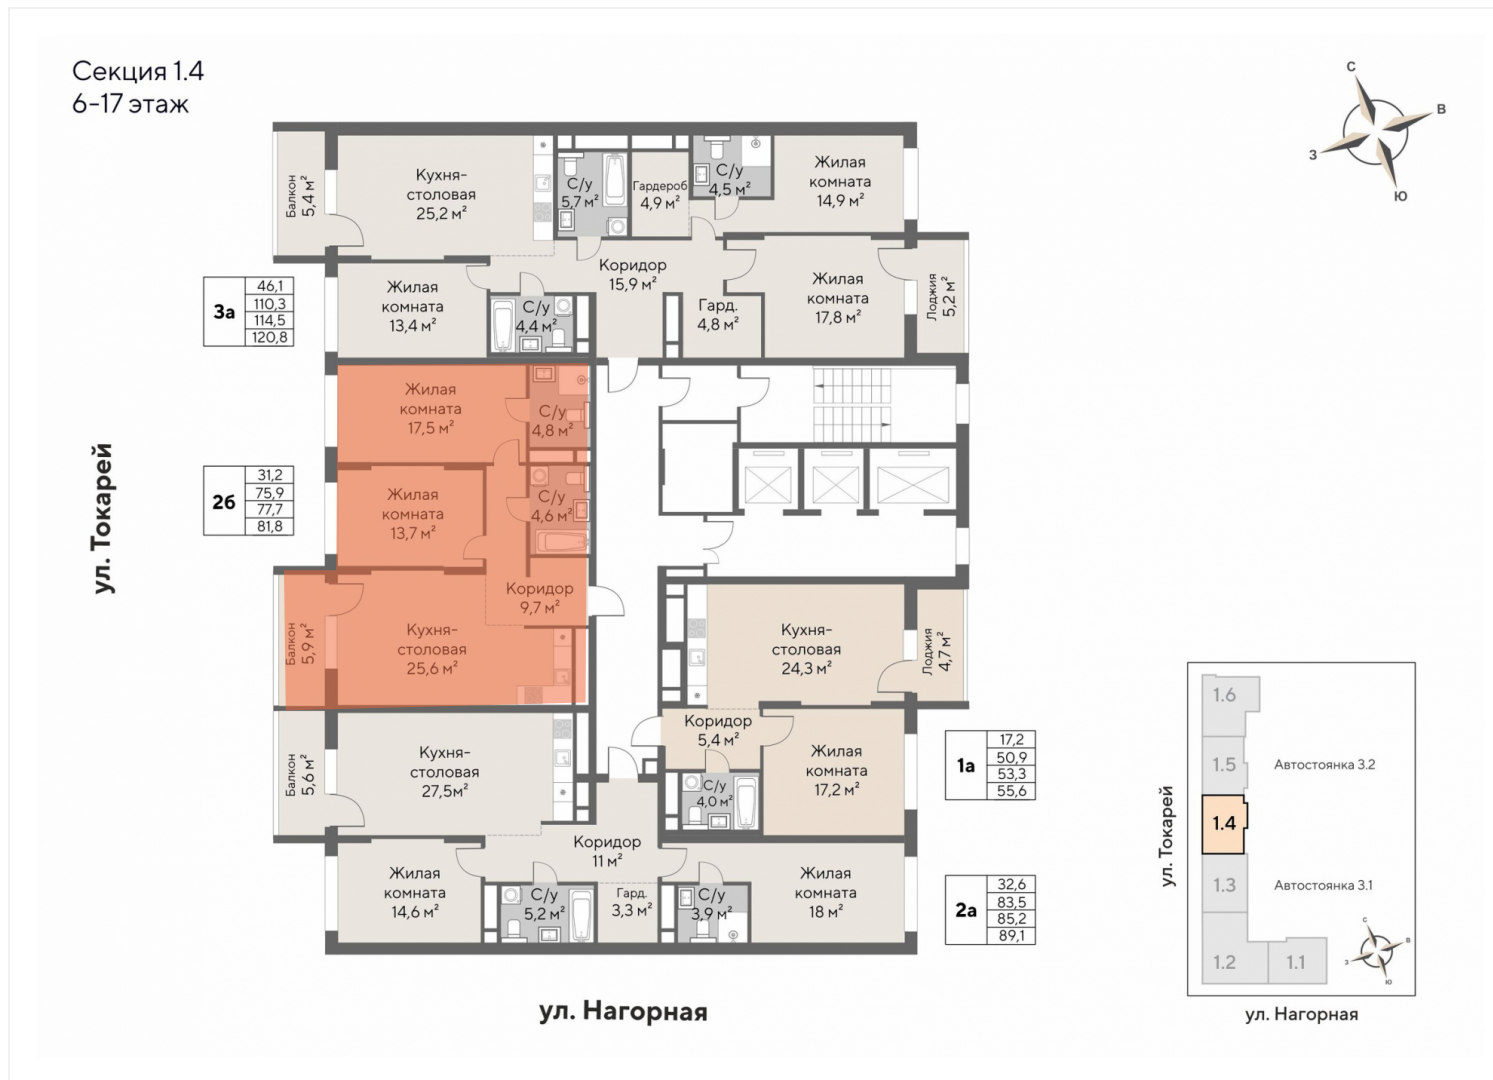 Секция 1.4
6-17 этаж
С
В
З
Ю
Балкон
5,4 м²
Кухня-
столовая
25,2 м²
С/у
5,7 м²
Гардероб
4,9 м²
С/у
4,5 м²
Жилая
комната
14,9 м²
Жилая
комната
13,4 м²
С/у
4,4 м²
Коридор
15,9 м²
Гард.
4,8 м²
Жилая
комната
17,8 м²
Лоджия
5,2 м²
3а
46,1
110,3
114,5
120,8
Жилая
комната
17,5 м²
С/у
4,8 м²
ул. Токарей
2б
31,2
75,9
77,7
81,8
Жилая
комната
13,7 м²
С/у
4,6 м²
Коридор
9,7 м²
Балкон
5,9 м²
Кухня-
столовая
25,6 м²
Кухня-
столовая
24,3 м²
Лоджия
4,7 м²
Балкон
5,6 м²
Кухня-
столовая
27,5м²
Коридор
5,4 м²
С/у
4,0 м²
Жилая
комната
17,2 м²
1а
17,2
50,9
53,3
55,6
Жилая
комната
14,6 м²
С/у
5,2 м²
Коридор
11 м²
Гард.
3,3 м²
С/у
3,9 м²
Жилая
комната
18 м²
2а
32,6
83,5
85,2
89,1
ул. Нагорная
1.6
1.5
Автостоянка 3.2
1.4
ул. Токарей
1.3
Автостоянка 3.1
1.2
1.1
С
В
З
Ю
ул. Нагорная